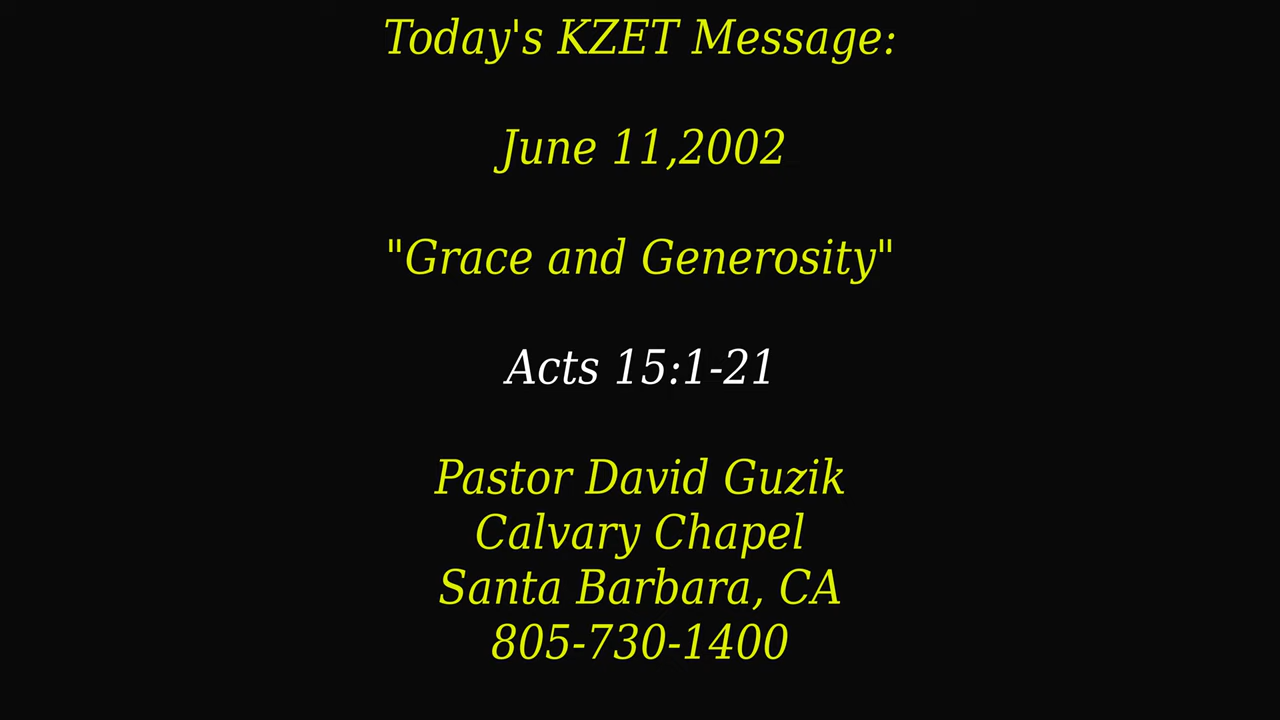 Today's KZET Message:
June 11,2002
"Grace and Generosity"
Acts 15:1-21
Pastor David Guzik
Calvary Chapel
Santa Barbara, CA
805-730-1400